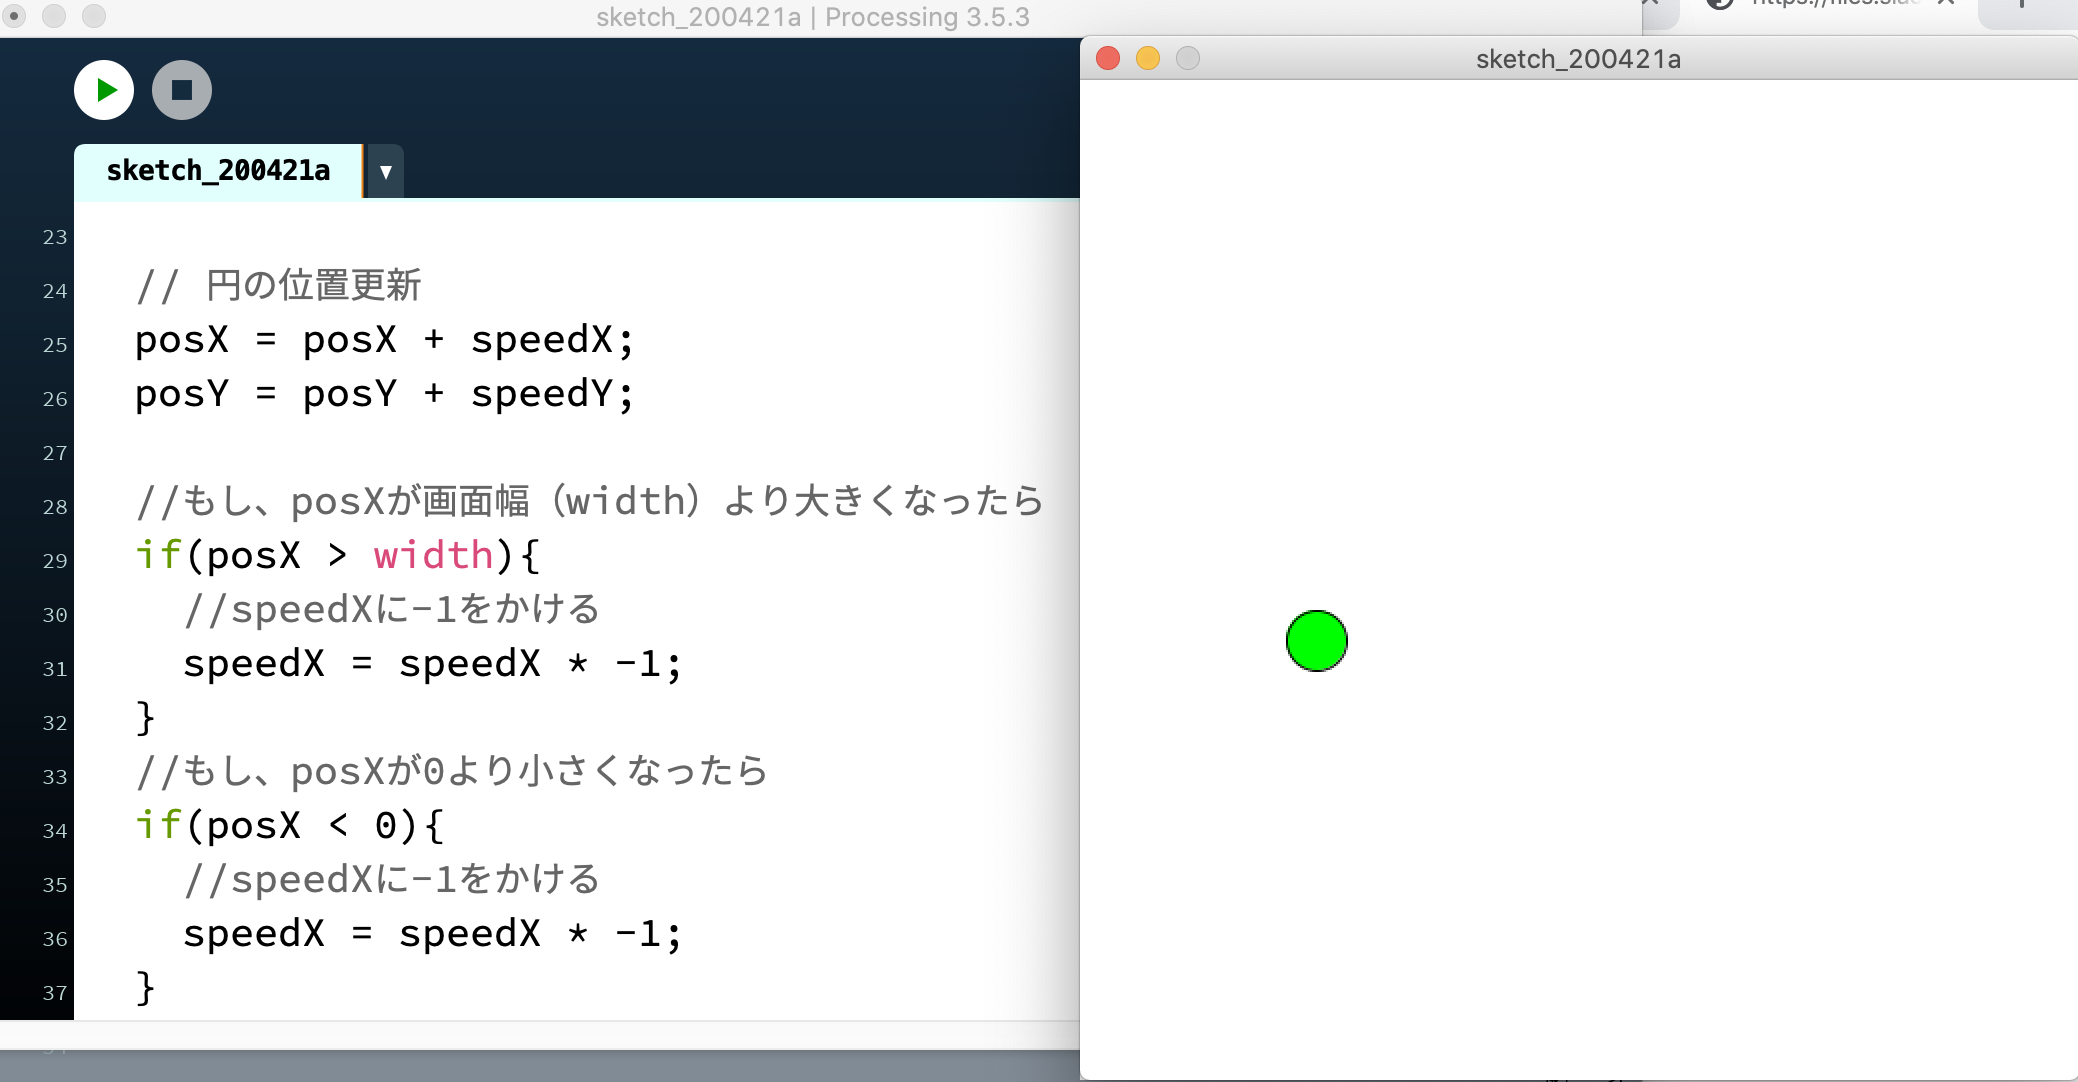 sketch_200421a | Processing 3.5.3
sketch_200421a
sketch_200421a
23
24 // 円の位置更新
25 posX = posX + speedX;
26 posY = posY + speedY;
27
28 //もし、posXが画面幅（width）より大きくなったら
29 if(posX > width){
30 //speedXに-1をかける
31 speedX = speedX * -1;
32 }
33 //もし、posXが0より小さくなったら
34 if(posX < 0){
35 //speedXに-1をかける
36 speedX = speedX * -1;
37 }